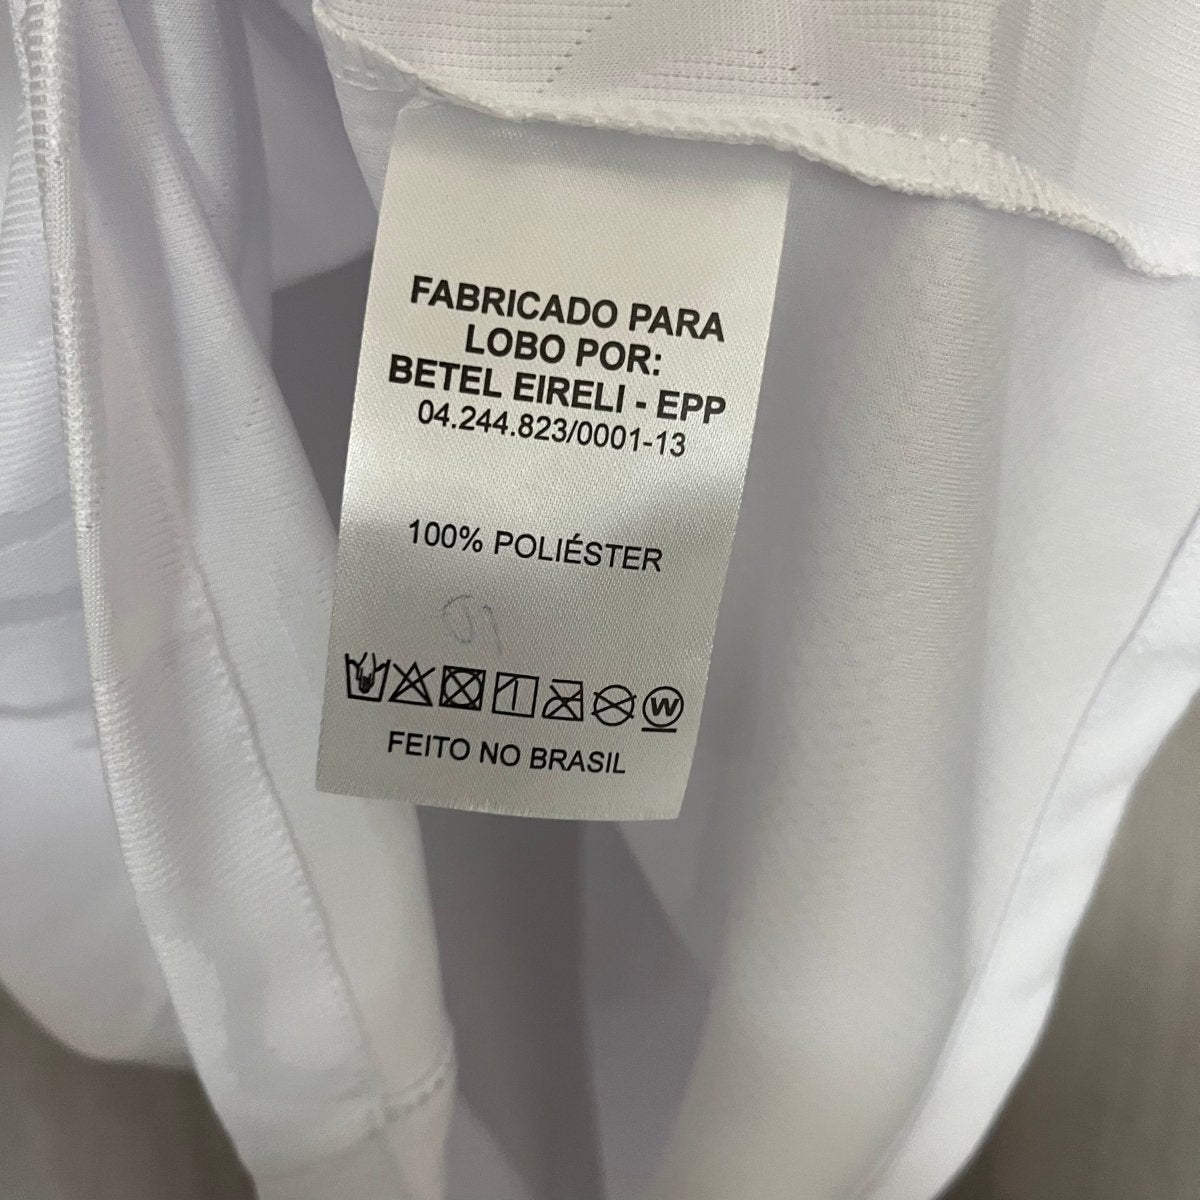 FABRICADO PARA
LOBO POR:
BETEL EIRELI - EPP
04.244.823/0001-13
100% POLIÉSTER
W
FEITO NO BRASIL